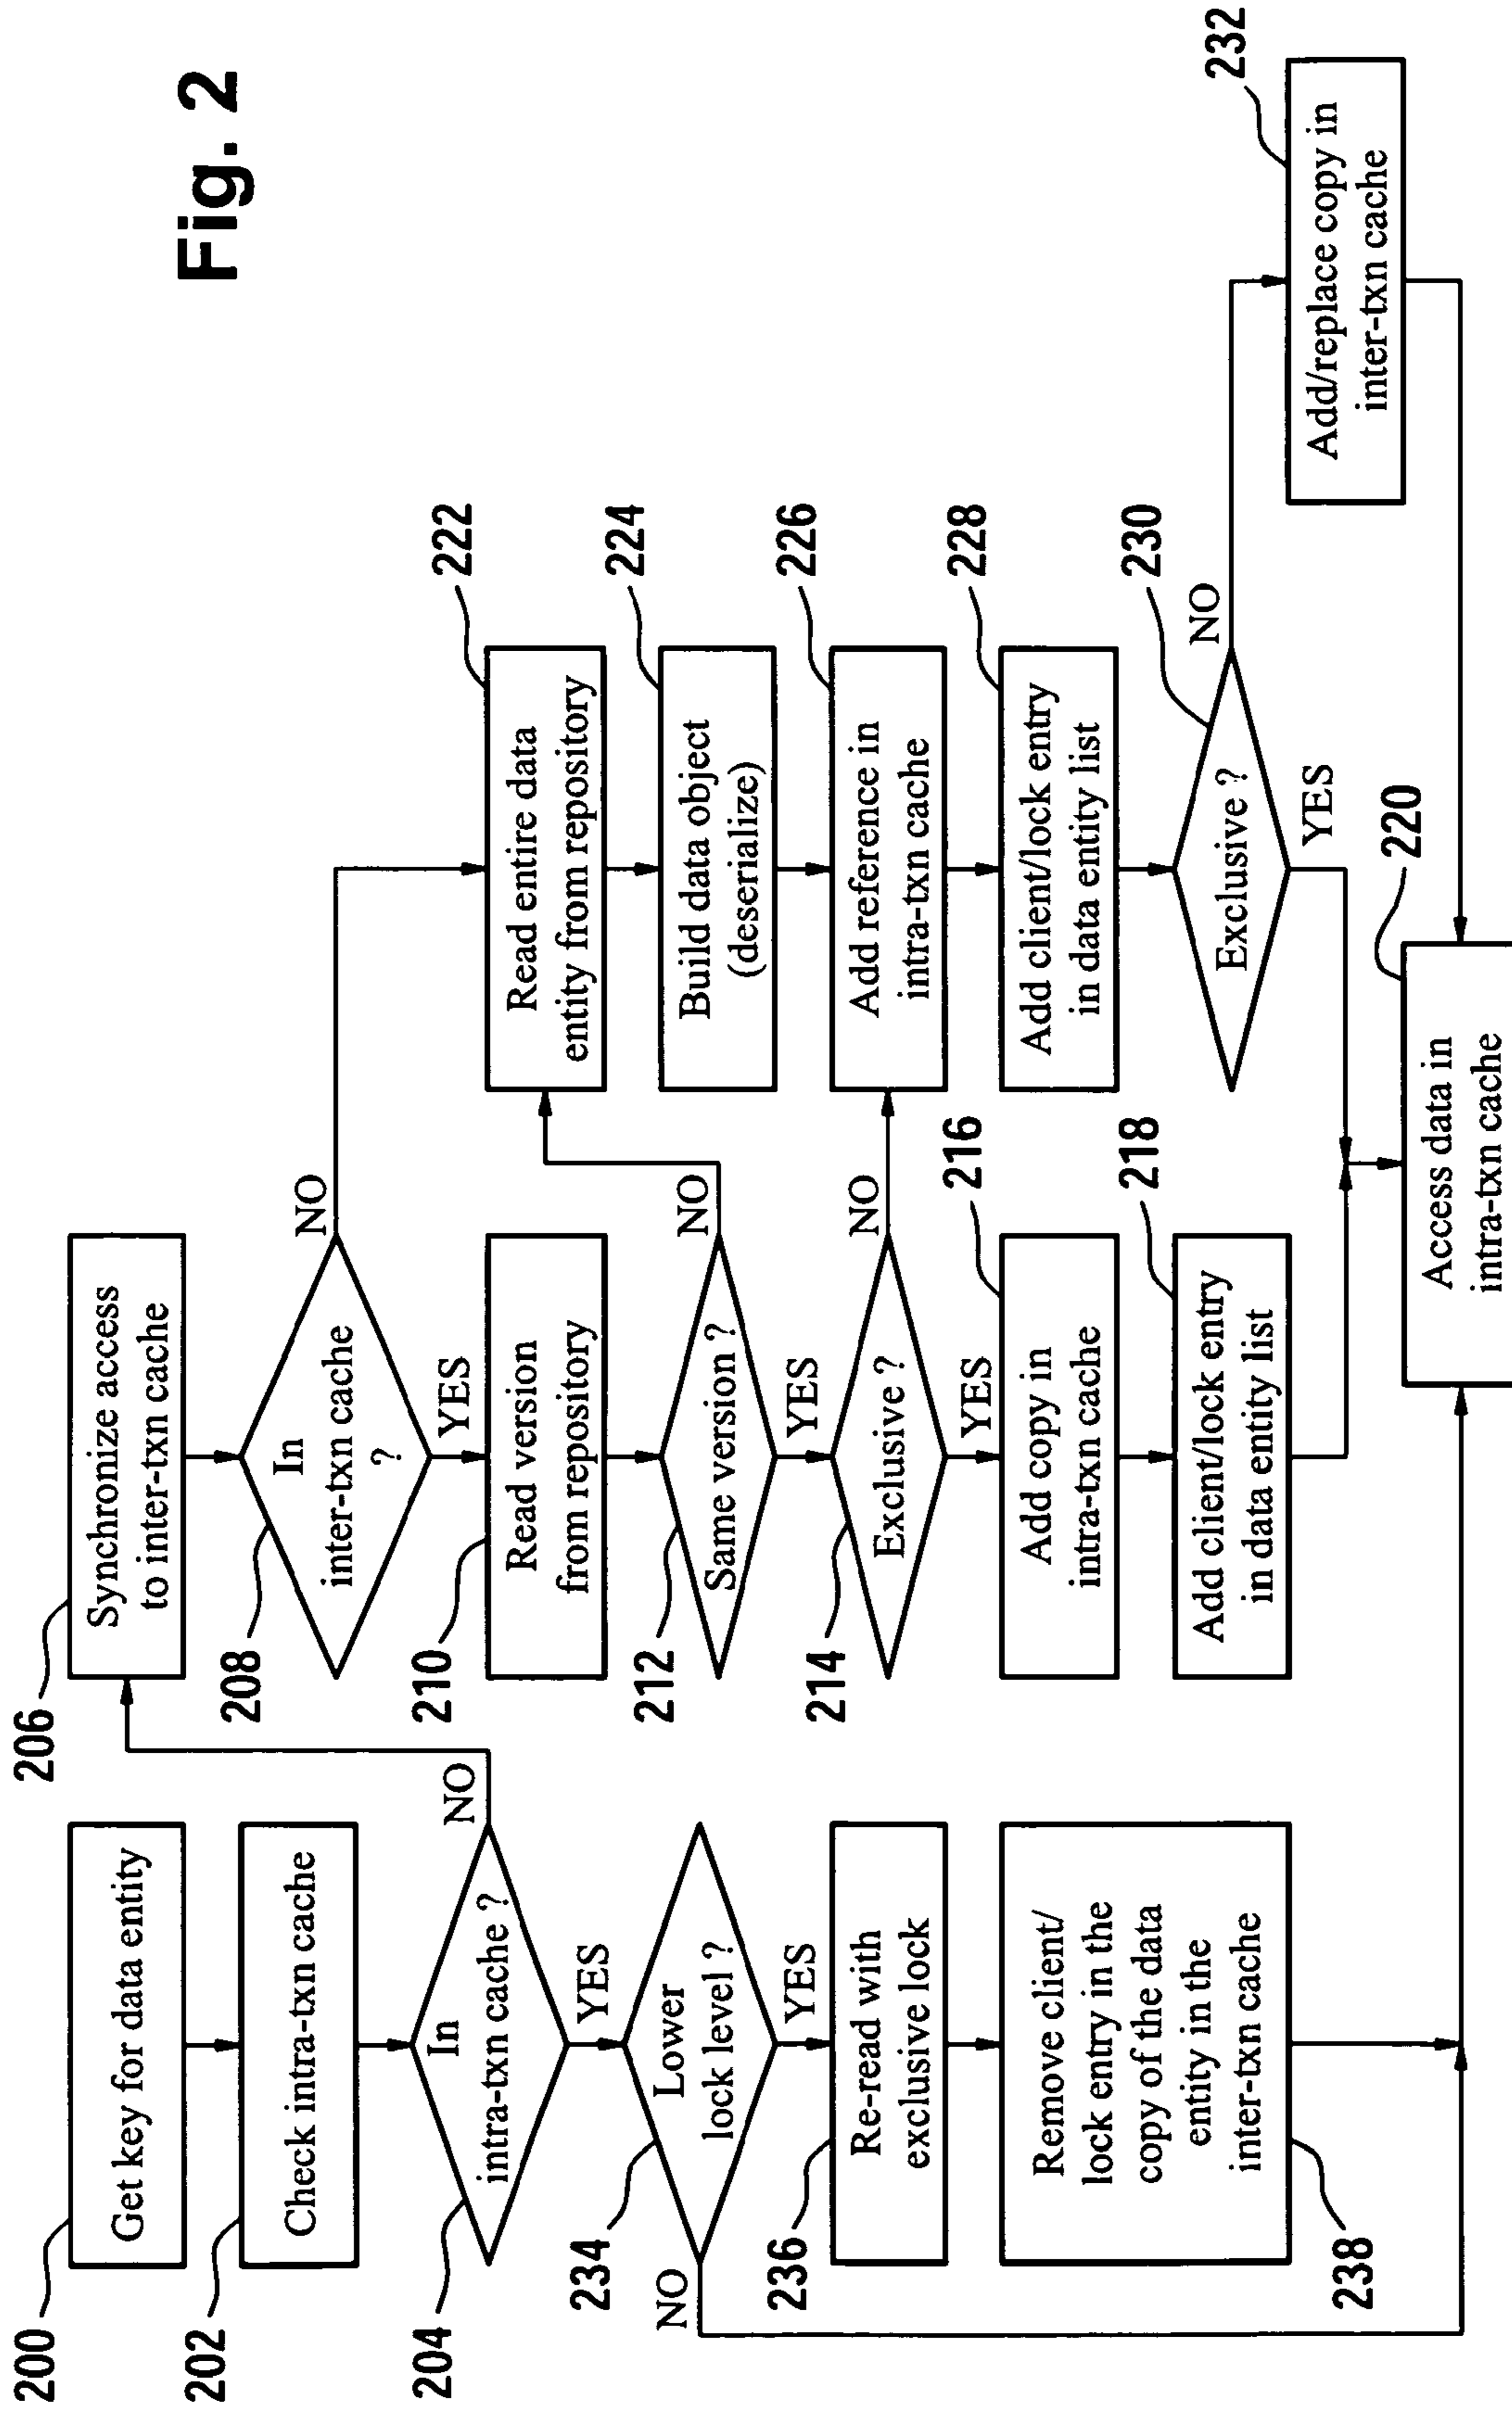 Fig. 2
200
Get key for data entity
202
Check intra-txn cache
204
In
intra-txn cache ?
NO
YES
234
Lower
lock level ?
NO
YES
236
Re-read with
exclusive lock
238
Remove client/
lock entry in the
copy of the data
entity in the
inter-txn cache
206
Synchronize access
to inter-txn cache
208
In
inter-txn cache
?
NO
YES
210
Read version
from repository
212
Same version ?
NO
YES
214
Exclusive ?
NO
YES
216
Add copy in
intra-txn cache
218
Add client/lock entry
in data entity list
222
Read entire data
entity from repository
224
Build data object
(deserialize)
226
Add reference in
intra-txn cache
228
Add client/lock entry
in data entity list
230
Exclusive ?
NO
YES
232
Add/replace copy in
inter-txn cache
220
Access data in
intra-txn cache